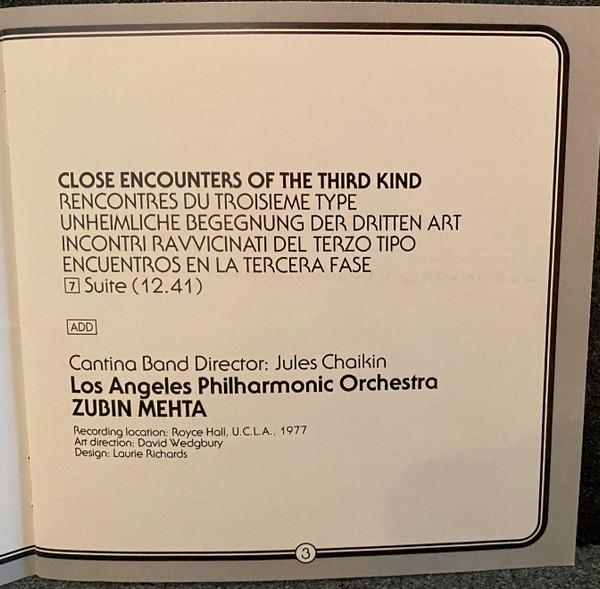 CLOSE ENCOUNTERS OF THE THIRD KIND
RENCONTRES DU TROISIEME TYPE
UNHEIMLICHE BEGEGNUNG DER DRITTEN ART
INCONTRI RAVVICINATI DEL TERZO TIPO
ENCUENTROS EN LA TERCERA FASE
7 Suite (12.41)
ADD
Cantina Band Director: Jules Chaikin
Los Angeles Philharmonic Orchestra
ZUBIN MEHTA
Recording location: Royce Hall, U.C.L.A., 1977
Art direction: David Wedgbury
Design: Laurie Richards
3